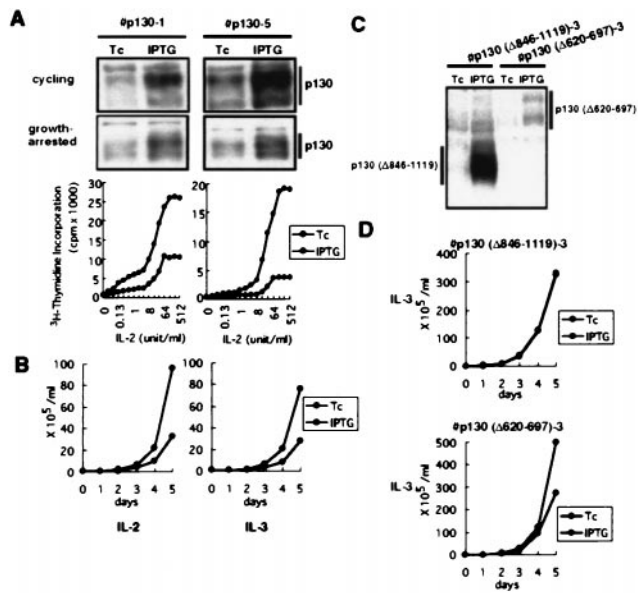 A
#p130-1 #p130-5
Tc IPTG Tc IPTG
cycling
p130
growth-
arrested
p130
³H-Thymidine Incorporation
(cpm x 1000)
30
25
20
15
10
5
0
20
15
10
5
0
Tc
IPTG
0 0.13 1 8 64 512
0 0.13 1 8 64 512
IL-2 (unit/ml) IL-2 (unit/ml)
B
X 10⁵ /ml
100
80
60
40
20
0
100
80
60
40
20
0
Tc
IPTG
0 1 2 3 4 5
0 1 2 3 4 5
days days
IL-2 IL-3
C
#p130 (Δ846-1119)-3
#p130 (Δ620-697)-3
Tc IPTG Tc IPTG
p130 (Δ620-697)
p130 (Δ846-1119)
D
#p130 (Δ846-1119)-3
IL-3
X 10⁵ /ml
400
300
200
100
0
Tc
IPTG
0 1 2 3 4 5
days
#p130 (Δ620-697)-3
IL-3
X 10⁵ /ml
500
400
300
200
100
0
Tc
IPTG
0 1 2 3 4 5
days